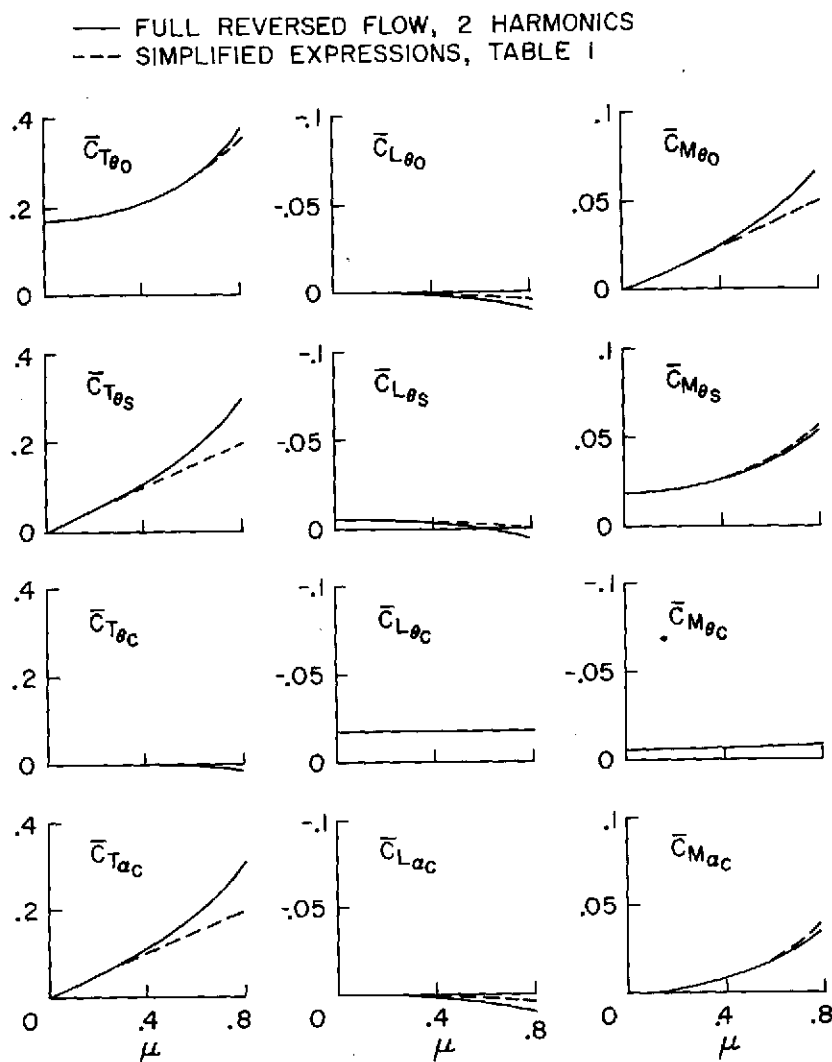 — FULL REVERSED FLOW, 2 HARMONICS
--- SIMPLIFIED EXPRESSIONS, TABLE I
.4
.2
0
C̄Tθ0
-.1
-.05
0
C̄Lθ0
.1
.05
0
C̄Mθ0
.4
.2
0
C̄TθS
-.1
-.05
0
C̄LθS
.1
.05
0
C̄MθS
.4
.2
0
C̄TθC
-.1
-.05
0
C̄LθC
-.1
-.05
0
C̄MθC
.4
.2
0
C̄TαC
-.1
-.05
C̄LαC
.1
.05
C̄MαC
.4
.8
μ
0
.4
.8
μ
0
.4
.8
μ